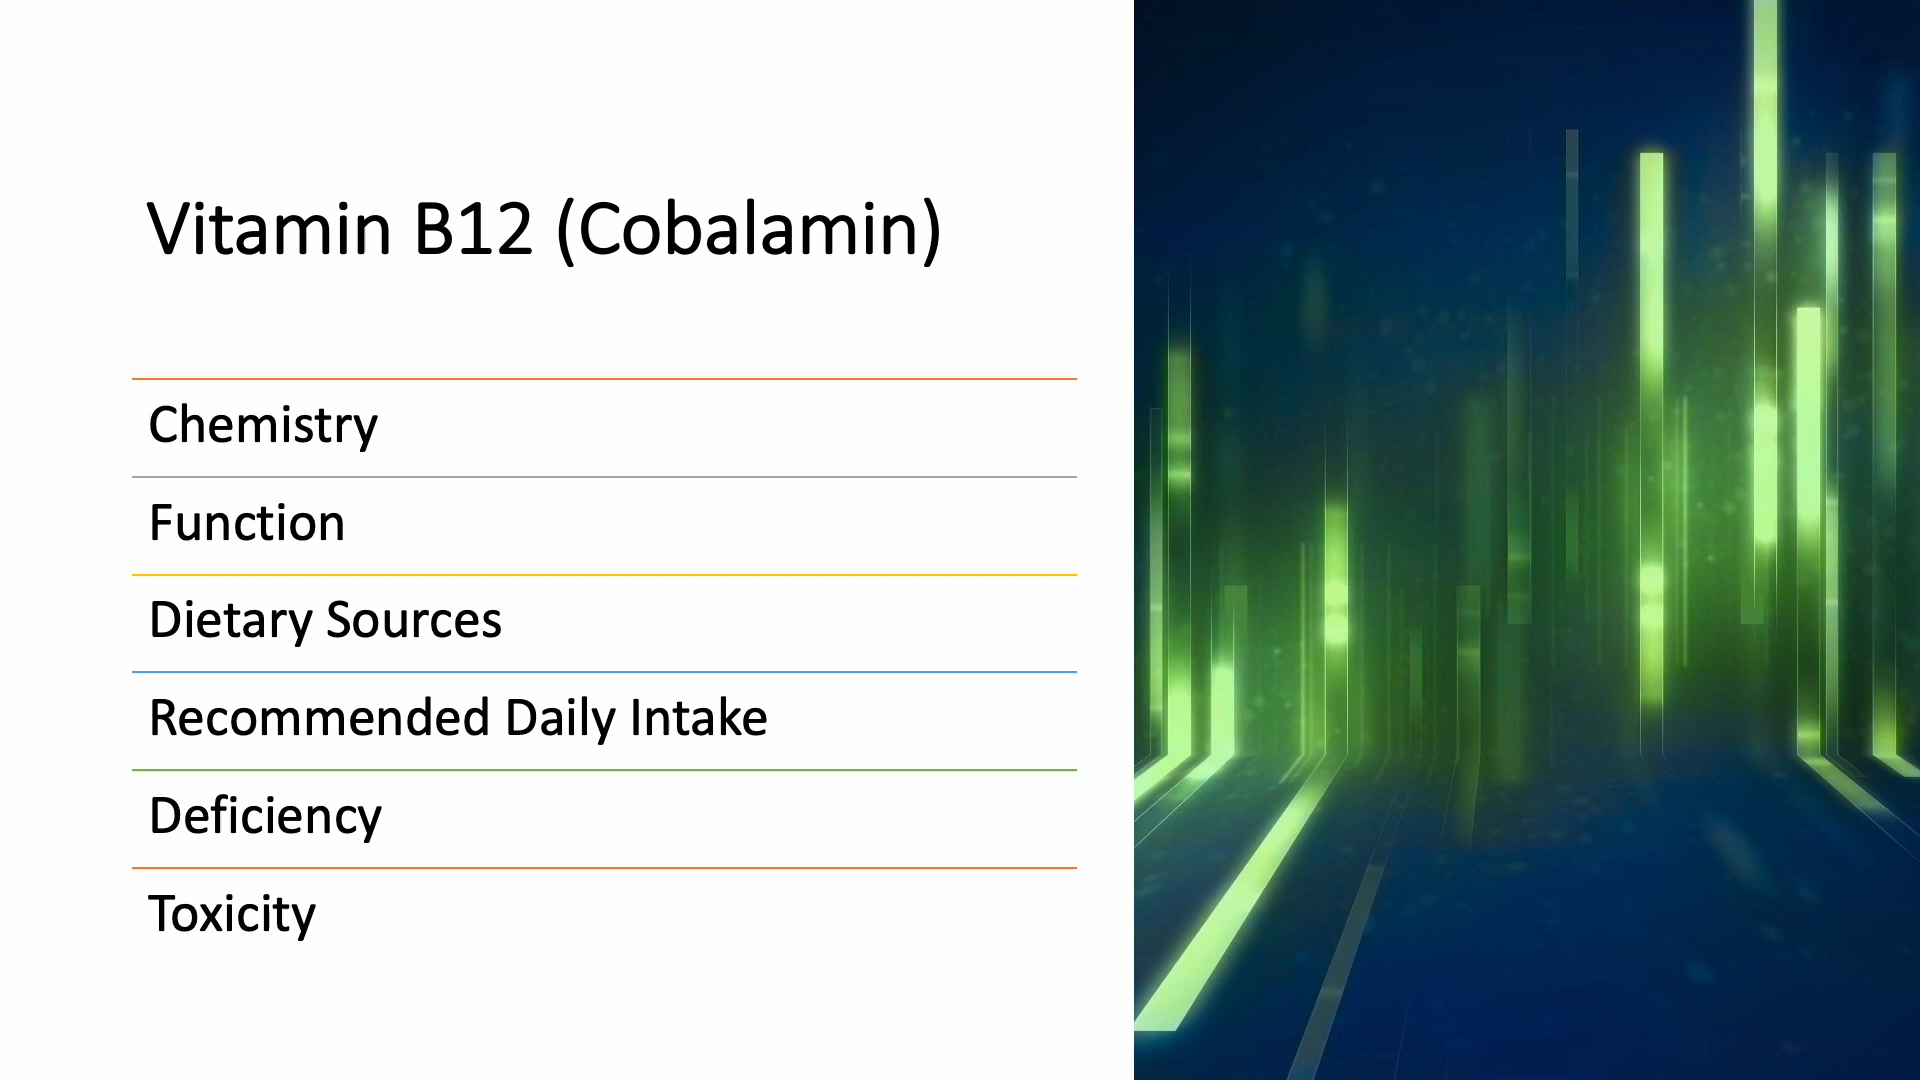 Vitamin B12 (Cobalamin)
Chemistry
Function
Dietary Sources
Recommended Daily Intake
Deficiency
Toxicity